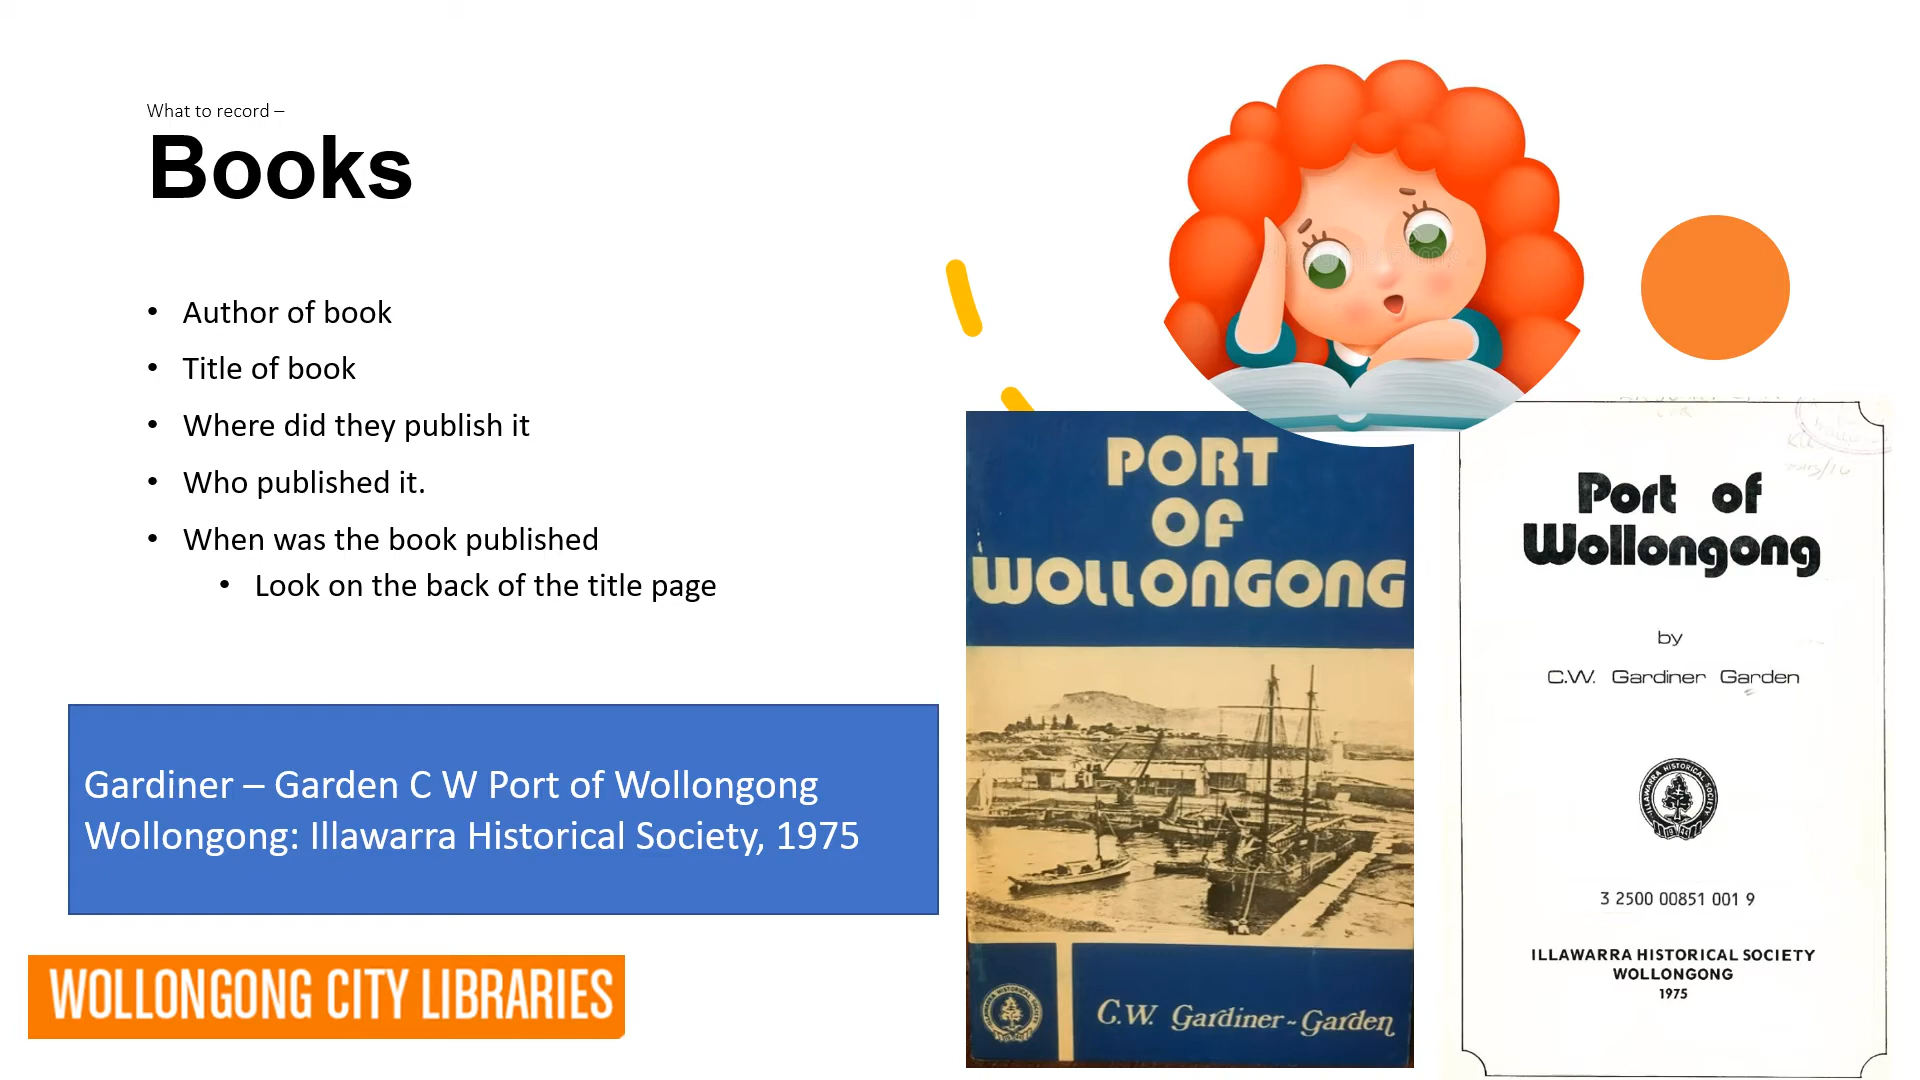 What to record –
Books
• Author of book
• Title of book
• Where did they publish it
• Who published it.
• When was the book published
• Look on the back of the title page
Gardiner – Garden C W Port of Wollongong
Wollongong: Illawarra Historical Society, 1975
WOLLONGONG CITY LIBRARIES
PORT
OF
WOLLONGONG
C.W. Gardiner-Garden
Port of
Wollongong
by
C.W. Gardiner Garden
ILLAWARRA HISTORICAL SOCIETY
3 2500 00851 001 9
ILLAWARRA HISTORICAL SOCIETY
WOLLONGONG
1975